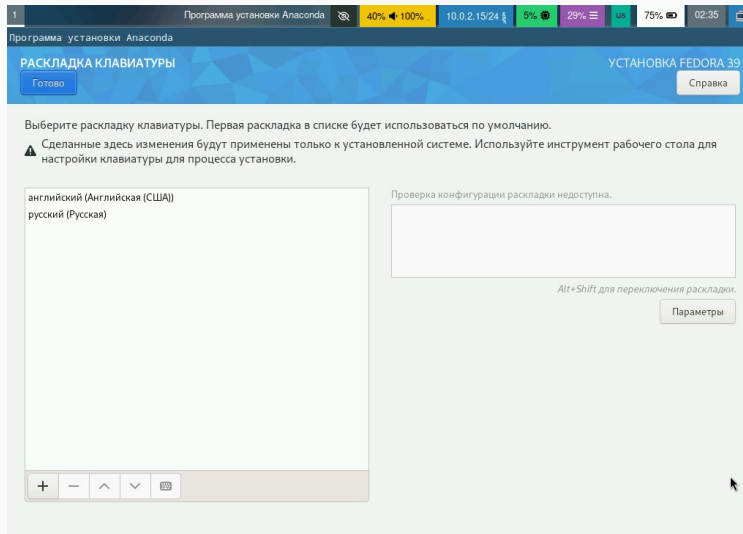 1 Программа установки Anaconda 40% 100% 10.0.2.15/24 5% 29% us 75% 02:35
Программа установки Anaconda
РАСКЛАДКА КЛАВИАТУРЫ
УСТАНОВКА FEDORA 39
Готово
Справка
Выберите раскладку клавиатуры. Первая раскладка в списке будет использоваться по умолчанию.
Сделанные здесь изменения будут применены только к установленной системе. Используйте инструмент рабочего стола для
настройки клавиатуры для процесса установки.
английский (Английская (США))
русский (Русская)
Проверка конфигурации раскладки недоступна.
Alt+Shift для переключения раскладки.
Параметры